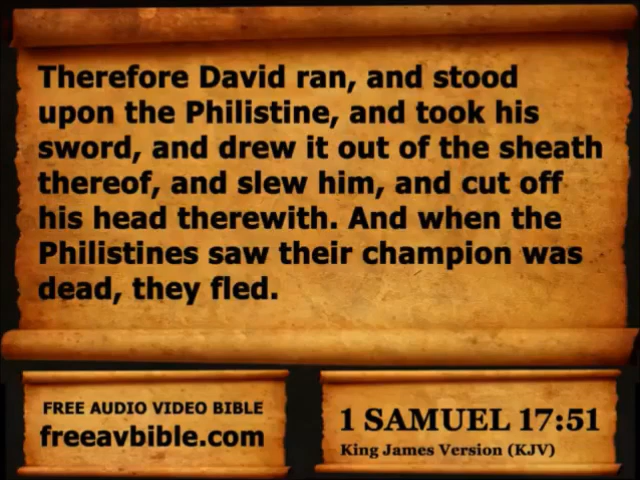 Therefore David ran, and stood
upon the Philistine, and took his
sword, and drew it out of the sheath
thereof, and slew him, and cut off
his head therewith. And when the
Philistines saw their champion was
dead, they fled.
FREE AUDIO VIDEO BIBLE
freeavbible.com
1 SAMUEL 17:51
King James Version (KJV)